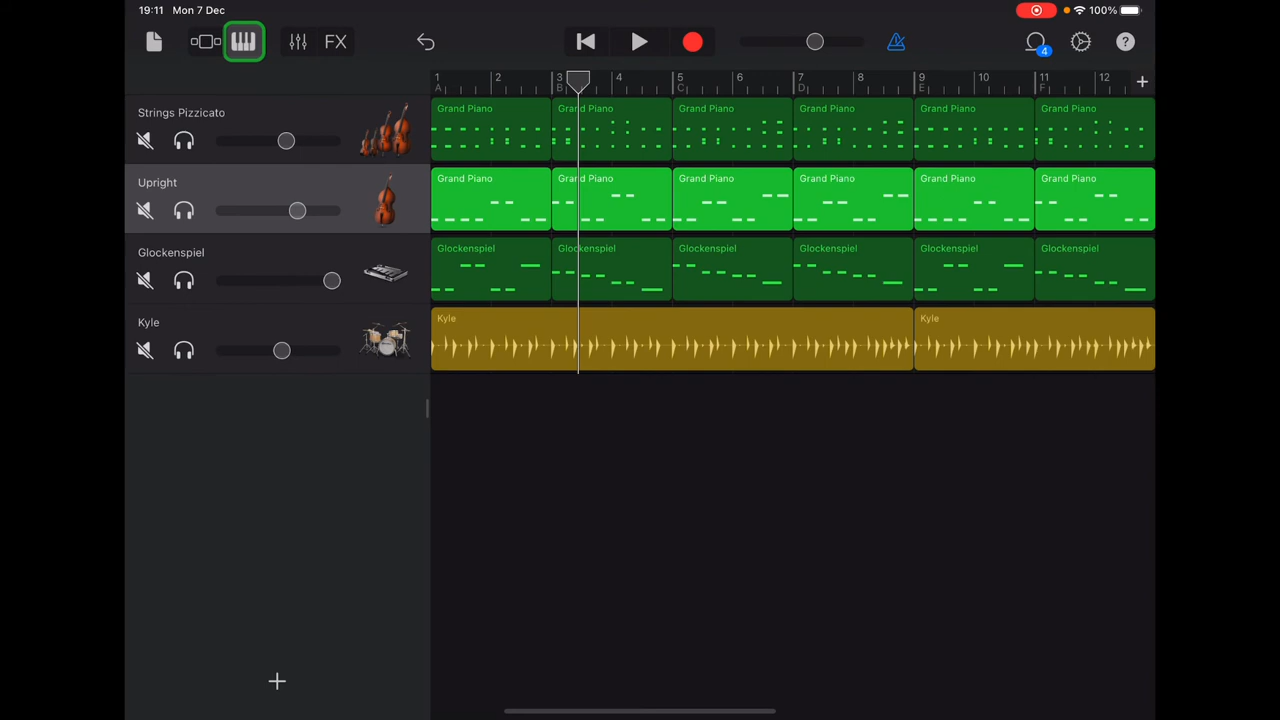 19:11 Mon 7 Dec 100%
FX 4 ?
1 2 3 4 5 6 7 8 9 10 11 12
A B C D E F
Strings Pizzicato
Grand Piano Grand Piano Grand Piano Grand Piano Grand Piano Grand Piano
Upright
Grand Piano Grand Piano Grand Piano Grand Piano Grand Piano Grand Piano
Glockenspiel
Glockenspiel Glockenspiel Glockenspiel Glockenspiel Glockenspiel Glockenspiel
Kyle
Kyle Kyle